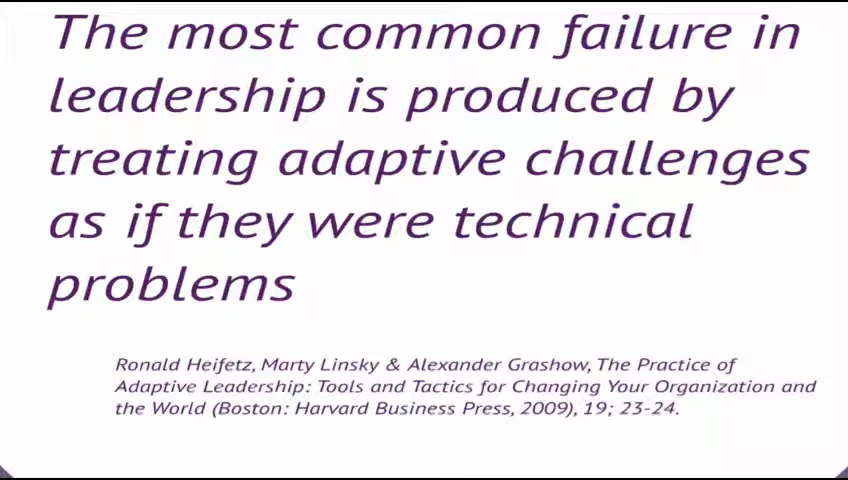 The most common failure in
leadership is produced by
treating adaptive challenges
as if they were technical
problems
Ronald Heifetz, Marty Linsky & Alexander Grashow, The Practice of
Adaptive Leadership: Tools and Tactics for Changing Your Organization and
the World (Boston: Harvard Business Press, 2009), 19; 23-24.